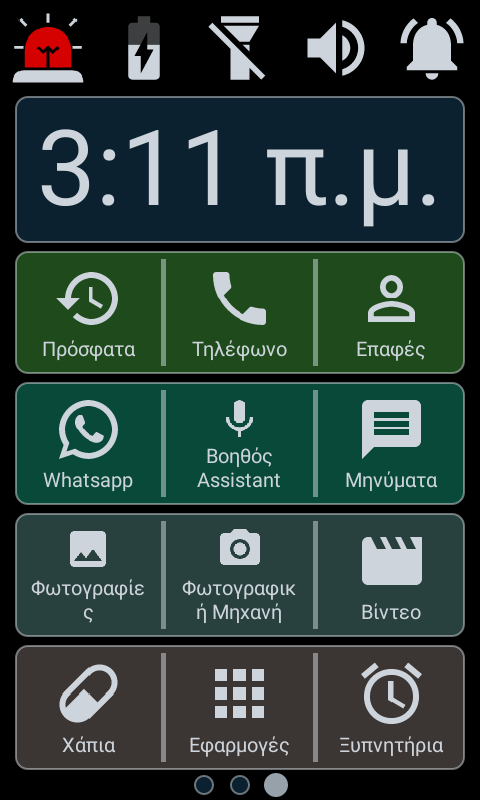 3:11 π.μ.
Πρόσφατα
Τηλέφωνο
Επαφές
Whatsapp
Βοηθός
Assistant
Μηνύματα
Φωτογραφίε
ς
Φωτογραφικ
ή Μηχανή
Βίντεο
Χάπια
Εφαρμογές
Ξυπνητήρια